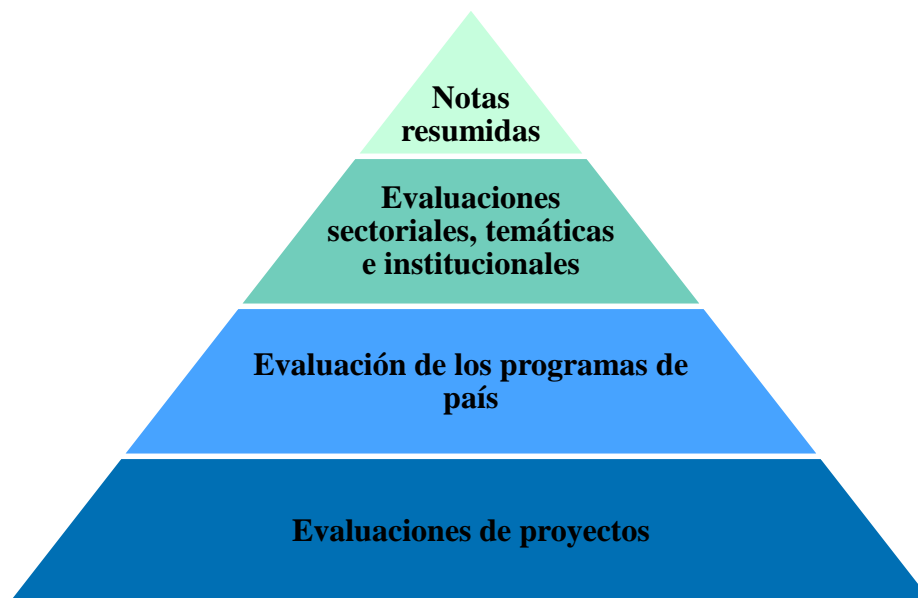 Notas
resumidas
Evaluaciones
sectoriales, temáticas
e institucionales
Evaluación de los programas de
país
Evaluaciones de proyectos